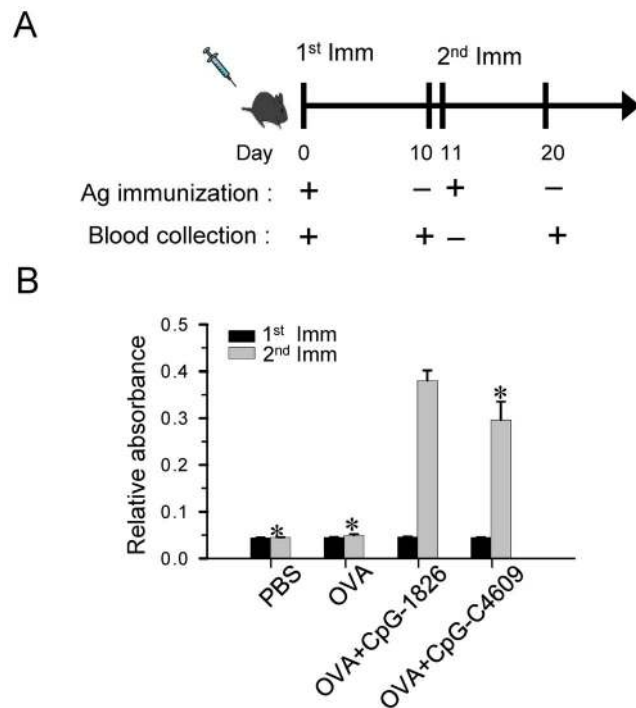 A
1st Imm 2nd Imm
Day 0 10 11 20
Ag immunization : + − + −
Blood collection : + + − +
B
1st Imm
2nd Imm
Relative absorbance
0.5
0.4
0.3
0.2
0.1
0.0
* * *
PBS OVA OVA+CpG-1826 OVA+CpG-C4609